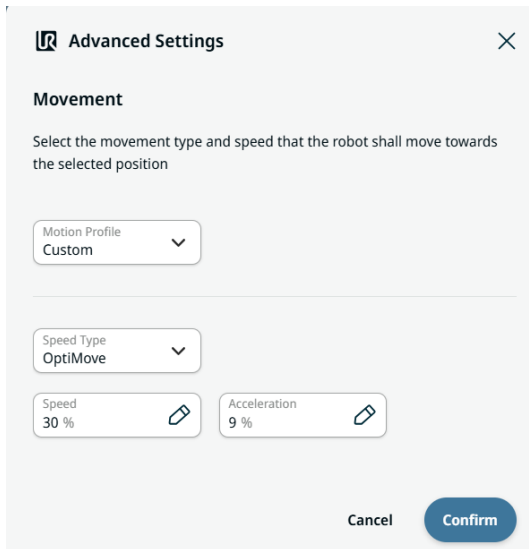 UR Advanced Settings
Movement
Select the movement type and speed that the robot shall move towards
the selected position
Motion Profile
Custom
Speed Type
OptiMove
Speed
30 %
Acceleration
9 %
Cancel
Confirm